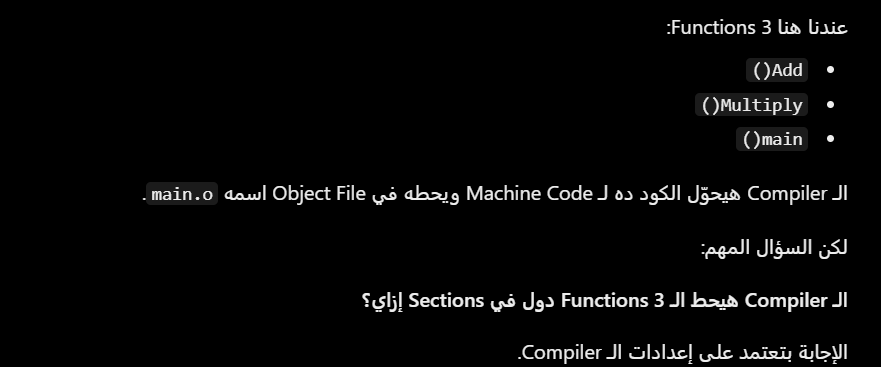 عندنا هنا 3 Functions:
Add()
Multiply()
main()
الـ Compiler هيحوّل الكود ده لـ Machine Code ويحطه في Object File اسمه main.o.
لكن السؤال المهم:
الـ Compiler هيحط الـ 3 Functions دول في Sections إزاي؟
الإجابة بتعتمد على إعدادات الـ Compiler.